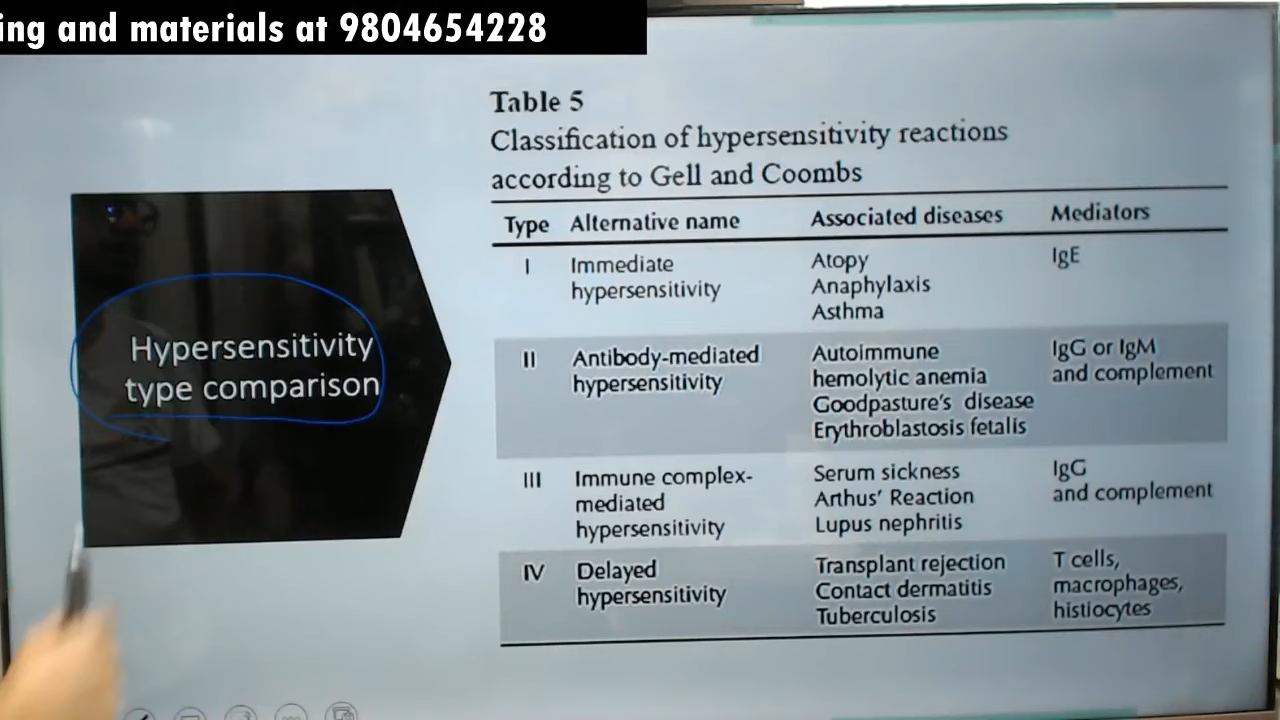 ing and materials at 9804654228
Hypersensitivity
type comparison
Table 5
Classification of hypersensitivity reactions
according to Gell and Coombs
Type Alternative name Associated diseases Mediators
I Immediate Atopy IgE
hypersensitivity Anaphylaxis
Asthma
II Antibody-mediated Autoimmune IgG or IgM
hypersensitivity hemolytic anemia and complement
Goodpasture's disease
Erythroblastosis fetalis
III Immune complex- Serum sickness IgG
mediated Arthus' Reaction and complement
hypersensitivity Lupus nephritis
IV Delayed Transplant rejection T cells,
hypersensitivity Contact dermatitis macrophages,
Tuberculosis histiocytes